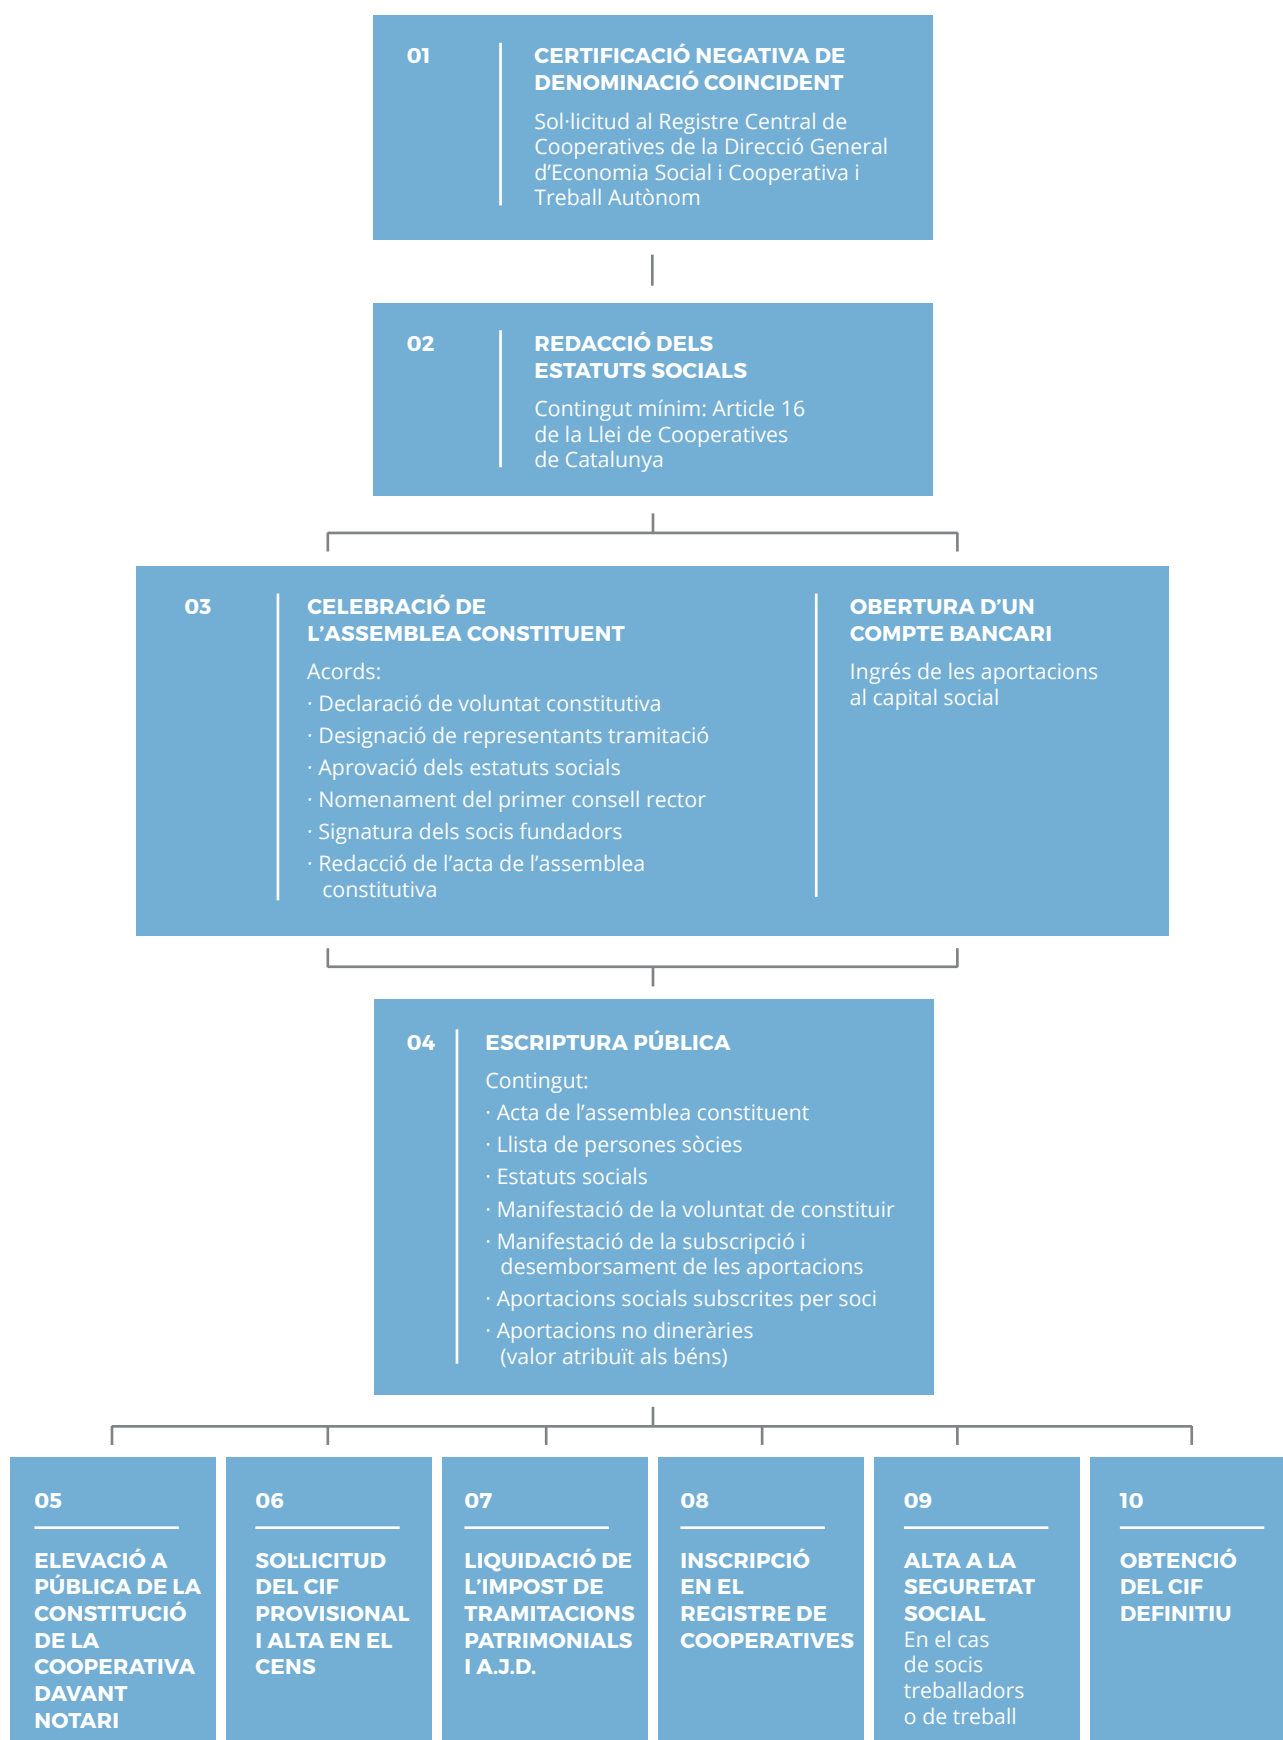 01
CERTIFICACIÓ NEGATIVA DE
DENOMINACIÓ COINCIDENT
Sol·licitud al Registre Central de
Cooperatives de la Direcció General
d’Economia Social i Cooperativa i
Treball Autònom
02
REDACCIÓ DELS
ESTATUTS SOCIALS
Contingut mínim: Article 16
de la Llei de Cooperatives
de Catalunya
03
CELEBRACIÓ DE
L’ASSEMBLEA CONSTITUENT
Acords:
· Declaració de voluntat constitutiva
· Designació de representants tramitació
· Aprovació dels estatuts socials
· Nomenament del primer consell rector
· Signatura dels socis fundadors
· Redacció de l’acta de l’assemblea
constitutiva
OBERTURA D’UN
COMPTE BANCARI
Ingrés de les aportacions
al capital social
04
ESCRIPTURA PÚBLICA
Contingut:
· Acta de l’assemblea constituent
· Llista de persones sòcies
· Estatuts socials
· Manifestació de la voluntat de constituir
· Manifestació de la subscripció i
desemborsament de les aportacions
· Aportacions socials subscrites per soci
· Aportacions no dineràries
(valor atribuït als béns)
05
ELEVACIÓ A
PÚBLICA DE LA
CONSTITUCIÓ
DE LA
COOPERATIVA
DAVANT
NOTARI
06
SOL·LICITUD
DEL CIF
PROVISIONAL
I ALTA EN EL
CENS
07
LIQUIDACIÓ DE
L’IMPOST DE
TRAMITACIONS
PATRIMONIALS
I A.J.D.
08
INSCRIPCIÓ
EN EL
REGISTRE DE
COOPERATIVES
09
ALTA A LA
SEGURETAT
SOCIAL
En el cas
de socis
treballadors
o de treball
10
OBTENCIÓ
DEL CIF
DEFINITIU